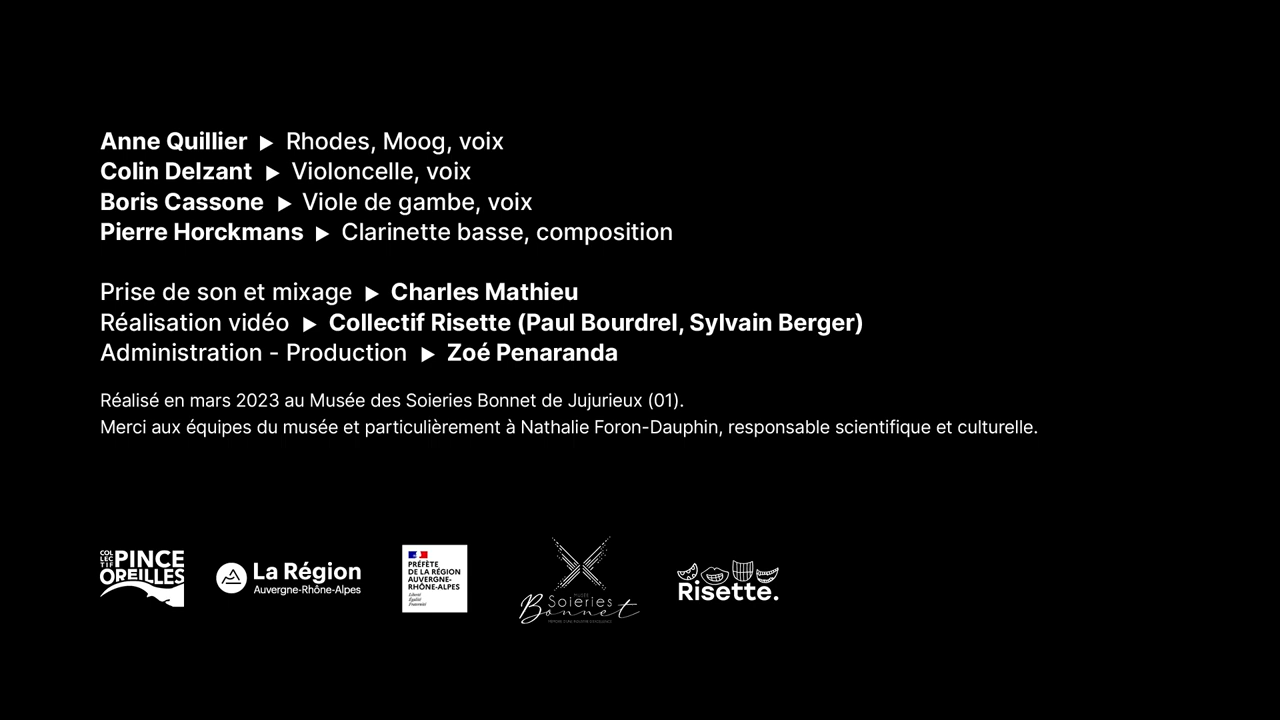 Anne Quillier ▶ Rhodes, Moog, voix
Colin Delzant ▶ Violoncelle, voix
Boris Cassone ▶ Viole de gambe, voix
Pierre Horckmans ▶ Clarinette basse, composition
Prise de son et mixage ▶ Charles Mathieu
Réalisation vidéo ▶ Collectif Risette (Paul Bourdrel, Sylvain Berger)
Administration - Production ▶ Zoé Penaranda
Réalisé en mars 2023 au Musée des Soieries Bonnet de Jujurieux (01).
Merci aux équipes du musée et particulièrement à Nathalie Foron-Dauphin, responsable scientifique et culturelle.
COL
LEC
TIF
PINCE
OREILLES
La Région
Auvergne-Rhône-Alpes
PRÉFÈTE
DE LA RÉGION
AUVERGNE-
RHÔNE-ALPES
Liberté
Égalité
Fraternité
Soieries
Bonnet
Risette.